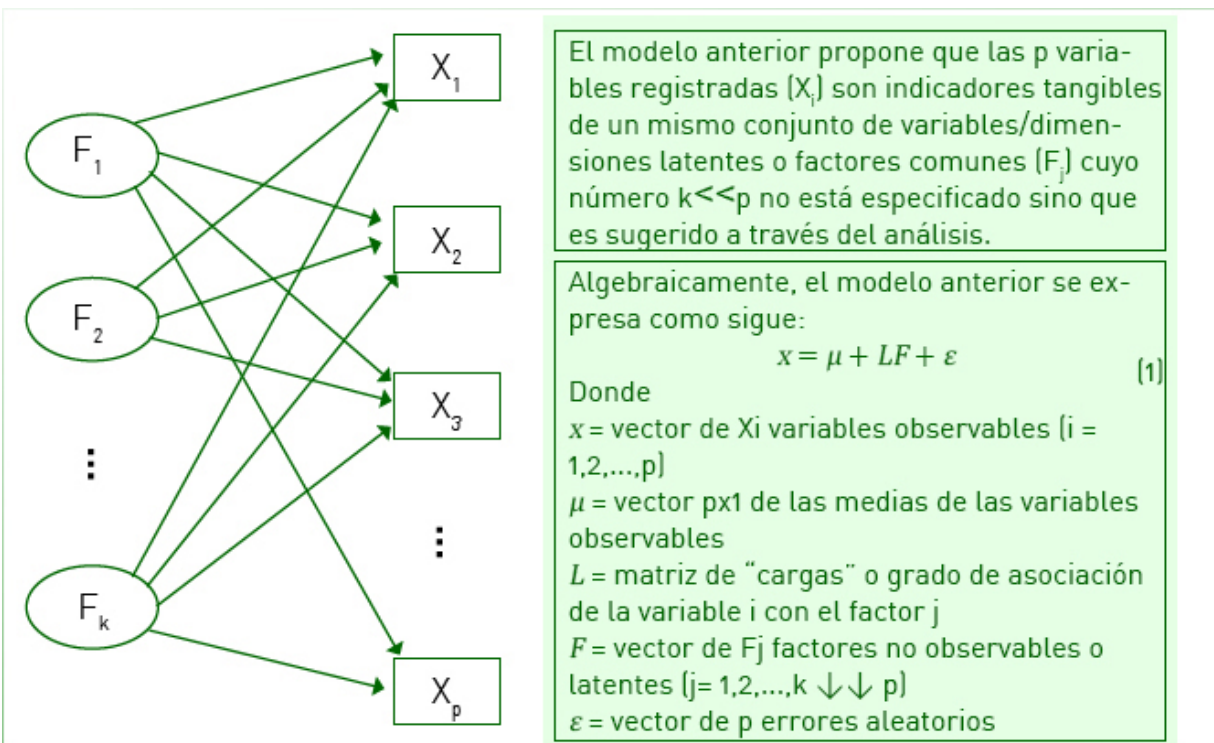 F1
F2
⋮
Fk
X1
X2
X3
⋮
Xp
El modelo anterior propone que las p varia-
bles registradas (Xi) son indicadores tangibles
de un mismo conjunto de variables/dimen-
siones latentes o factores comunes (Fj) cuyo
número k<<p no está especificado sino que
es sugerido a través del análisis.
Algebraicamente, el modelo anterior se ex-
presa como sigue:
x = μ + LF + ε
(1)
Donde
x = vector de Xi variables observables (i =
1,2,...,p)
μ = vector px1 de las medias de las variables
observables
L = matriz de “cargas” o grado de asociación
de la variable i con el factor j
F = vector de Fj factores no observables o
latentes (j= 1,2,...,k ↓↓ p)
ε = vector de p errores aleatorios